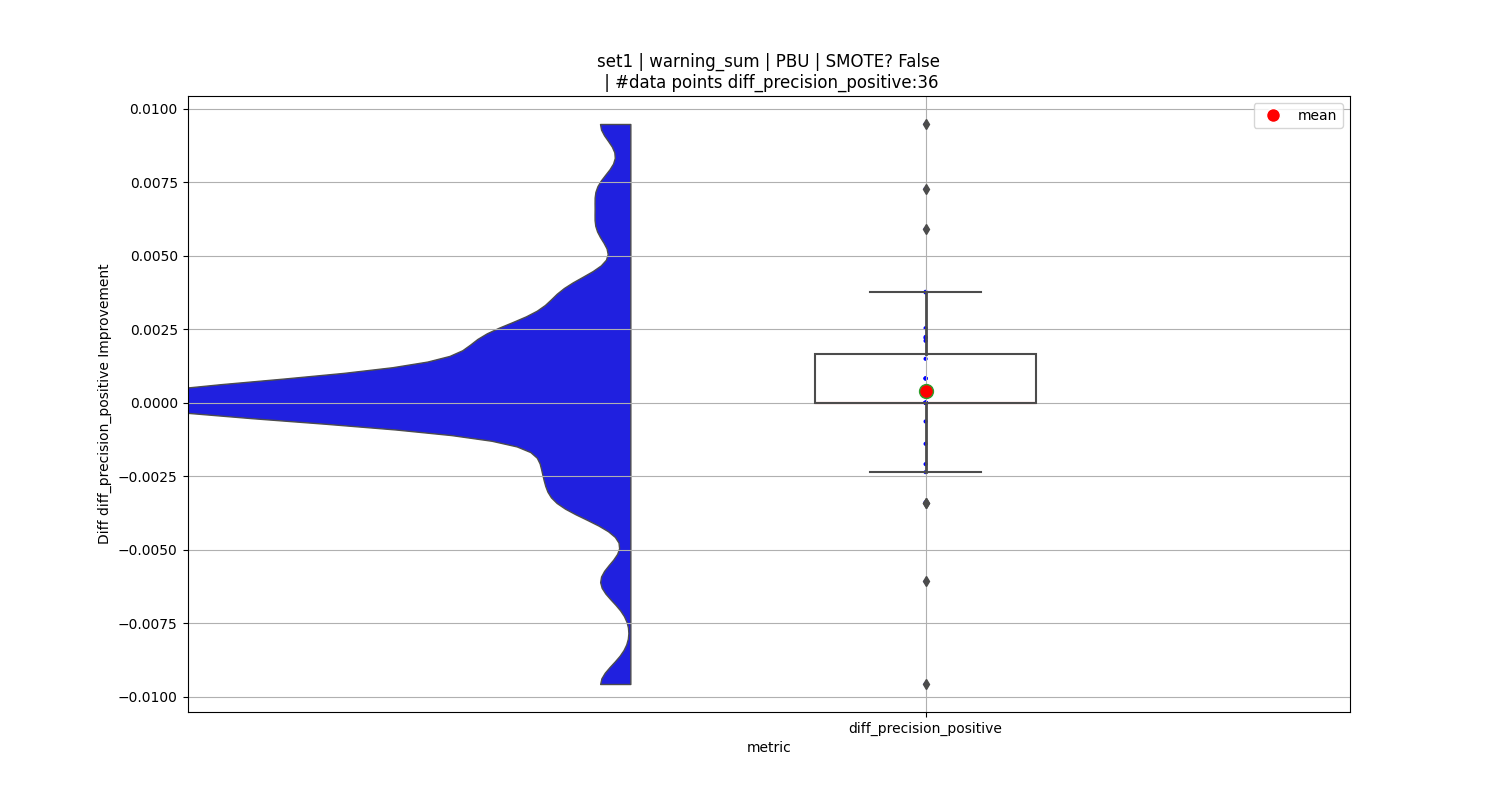 set1 | warning_sum | PBU | SMOTE? False
| #data points diff_precision_positive:36
mean
0.0100
0.0075
0.0050
0.0025
0.0000
−0.0025
−0.0050
−0.0075
−0.0100
Diff diff_precision_positive Improvement
diff_precision_positive
metric